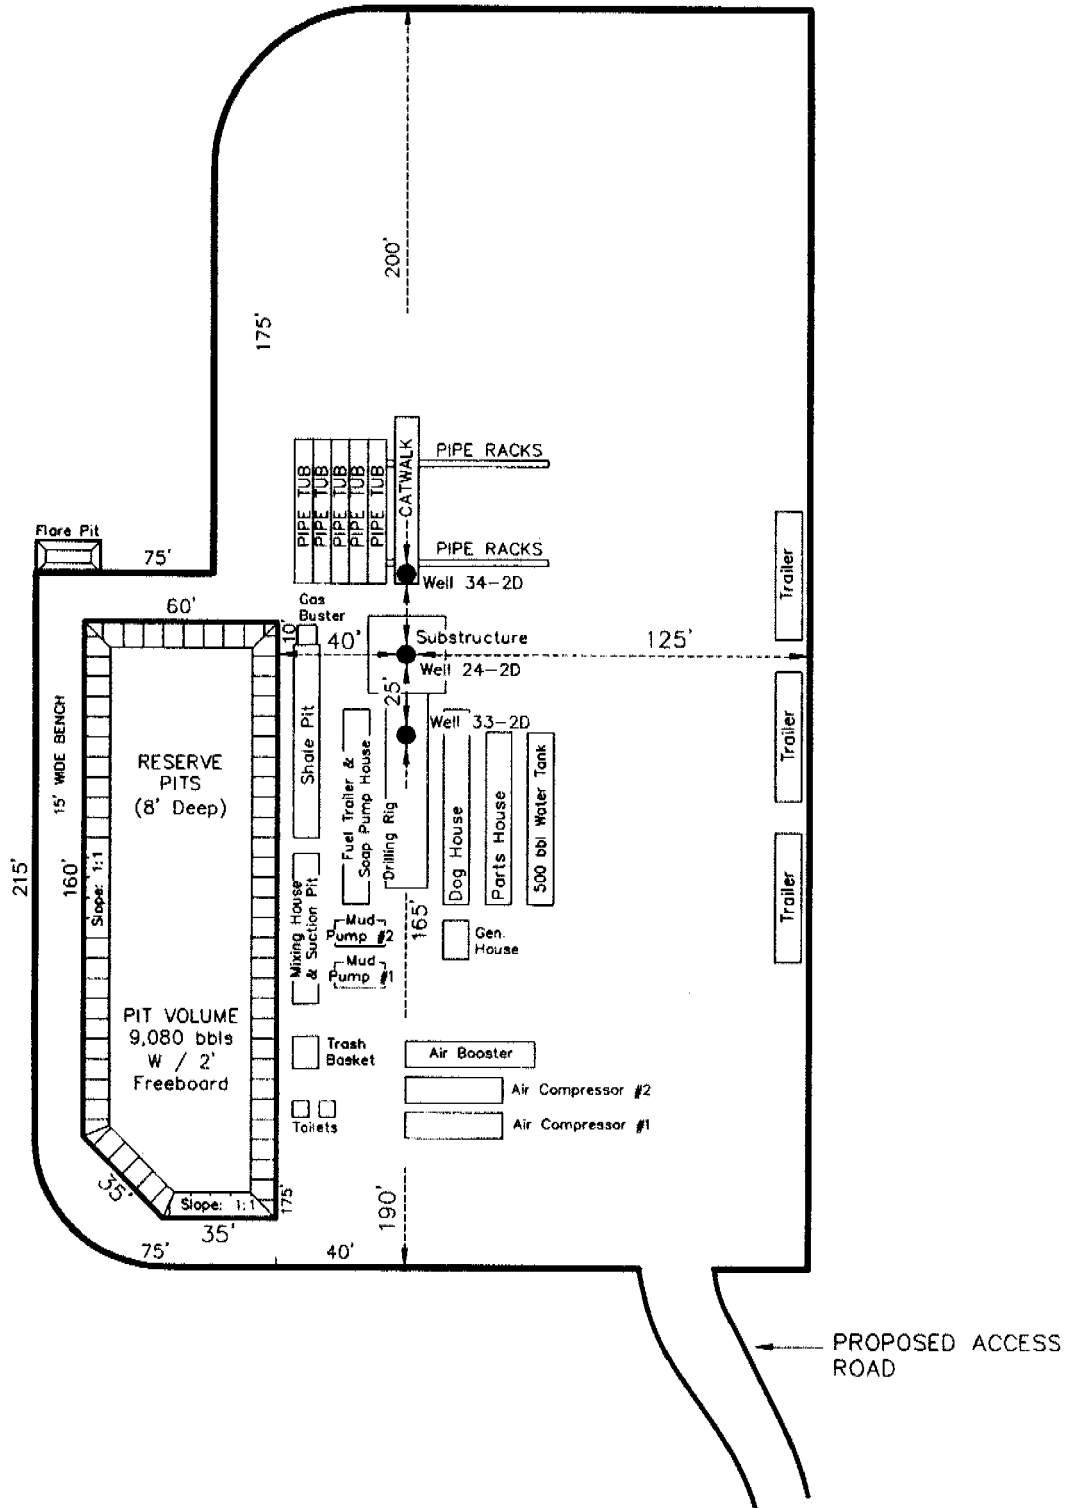 200'
175'
PIPE TUB
PIPE TUB
PIPE TUB
PIPE TUB
PIPE TUB
CATWALK
PIPE RACKS
PIPE RACKS
Flare Pit
75'
Well 34-2D
Trailer
60'
Gas
Buster
10'
40'
Substructure
125'
Well 24-2D
25'
Well 33-2D
15' WIDE BENCH
RESERVE
PITS
(8' Deep)
Shale Pit
Fuel Trailer &
Soap Pump House
Drilling Rig
Dog House
Parts House
500 bbl Water Tank
Trailer
215'
160'
Slope: 1:1
Mixing House
& Suction Pit
Mud
Pump #2
Mud
Pump #1
165'
Gen.
House
Trailer
PIT VOLUME
9,080 bbls
W / 2'
Freeboard
Trash
Basket
Air Booster
Air Compressor #2
Toilets
Air Compressor #1
35'
Slope: 1:1
175'
35'
190'
75'
40'
PROPOSED ACCESS
ROAD